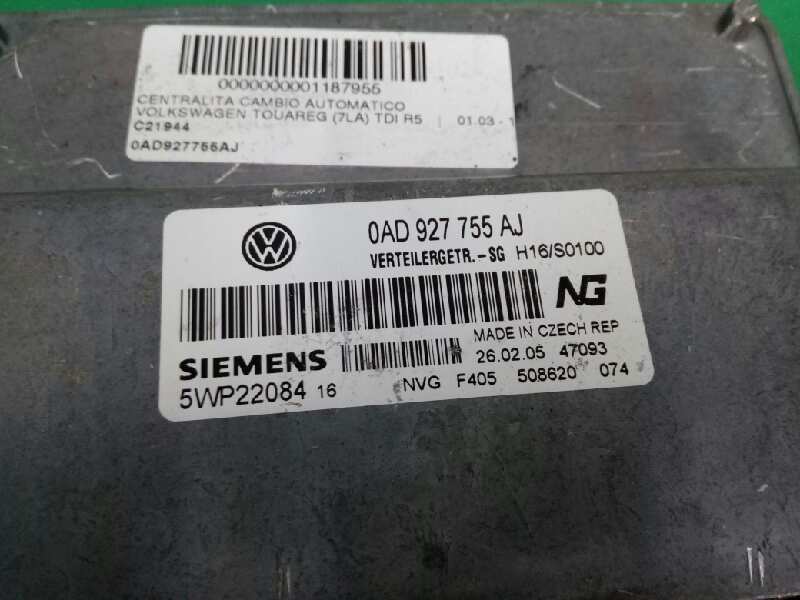 0000000001187955
CENTRALITA CAMBIO AUTOMATICO
VOLKSWAGEN TOUAREG (7LA) TDI R5 | 01.03 -
C21944
0AD927755AJ
0AD 927 755 AJ
VERTEILERGETR.-SG H16/S0100
NG
MADE IN CZECH REP
SIEMENS 26.02.05 47093
5WP22084 16 NVG F405 508620 074